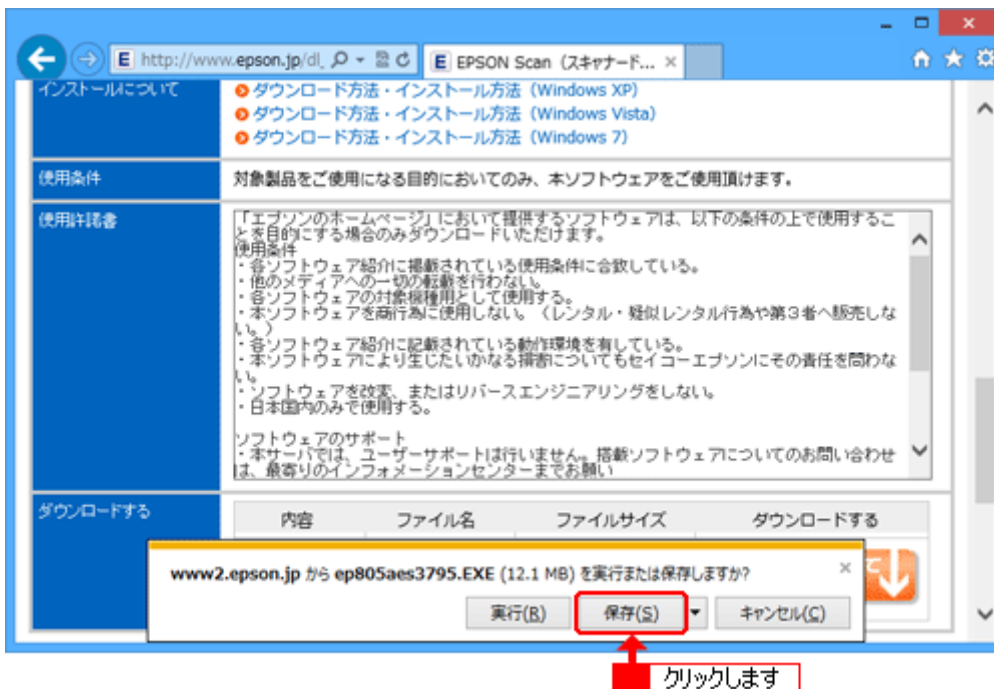 http://www.epson.jp/dl_
EPSON Scan（スキャナード...
インストールについて
ダウンロード方法・インストール方法（Windows XP）
ダウンロード方法・インストール方法（Windows Vista）
ダウンロード方法・インストール方法（Windows 7）
使用条件
対象製品をご使用になる目的においてのみ、本ソフトウェアをご使用頂けます。
使用許諾書
「エプソンのホームページ」において提供するソフトウェアは、以下の条件の上で使用するこ
とを目的にする場合のみダウンロードいただけます。
使用条件
・各ソフトウェア紹介に掲載されている使用条件に合致している。
・他のメディアへの一切の転載を行わない。
・各ソフトウェアの対象機種用として使用する。
・本ソフトウェアを商行為に使用しない。（レンタル・疑似レンタル行為や第３者へ販売しな
い。）
・各ソフトウェア紹介に記載されている動作環境を有している。
・本ソフトウェアにより生じたいかなる損害についてもセイコーエプソンにその責任を問わな
い。
・ソフトウェアを改変、またはリバースエンジニアリングをしない。
・日本国内のみで使用する。
ソフトウェアのサポート
・本サーバでは、ユーザーサポートは行いません。搭載ソフトウェアについてのお問い合わせ
は、最寄りのインフォメーションセンターまでお願い
ダウンロードする
内容 ファイル名 ファイルサイズ ダウンロードする
www2.epson.jp から ep805aes3795.EXE (12.1 MB) を実行または保存しますか?
実行(R) 保存(S) キャンセル(C)
クリックします